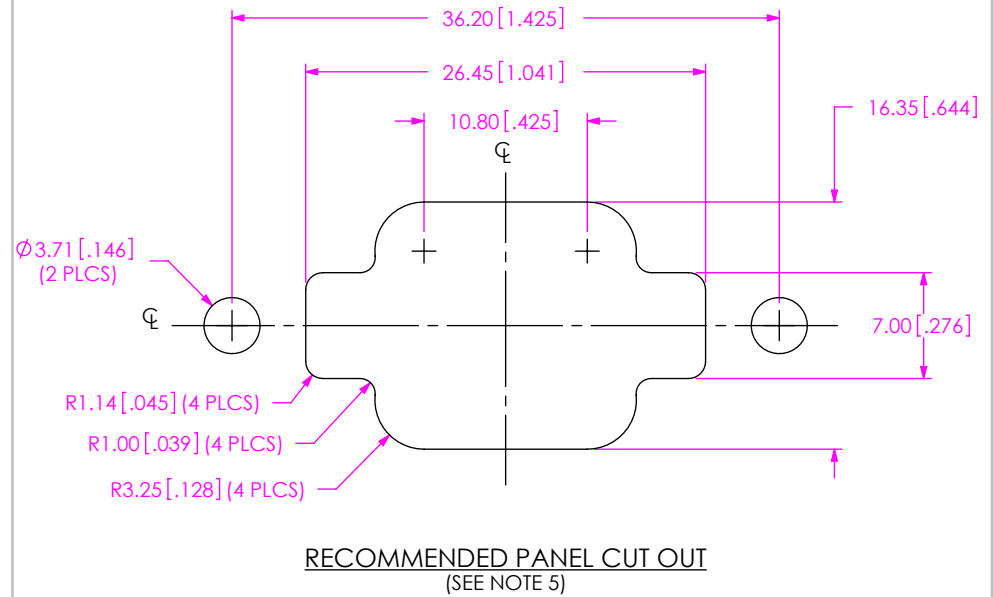 36.20 [1.425]
26.45 [1.041]
10.80 [.425]
16.35 [.644]
℄
Ø3.71 [.146]
(2 PLCS)
℄
7.00 [.276]
R1.14 [.045] (4 PLCS)
R1.00 [.039] (4 PLCS)
R3.25 [.128] (4 PLCS)
RECOMMENDED PANEL CUT OUT
(SEE NOTE 5)